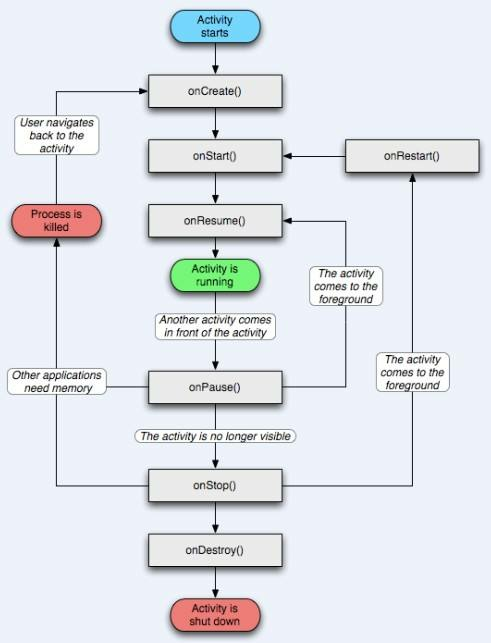 Activity
starts
onCreate()
User navigates
back to the
activity
onStart()
onRestart()
Process is
killed
onResume()
Activity is
running
The activity
comes to the
foreground
Another activity comes
in front of the activity
The activity
comes to the
foreground
Other applications
need memory
onPause()
The activity is no longer visible
onStop()
onDestroy()
Activity is
shut down